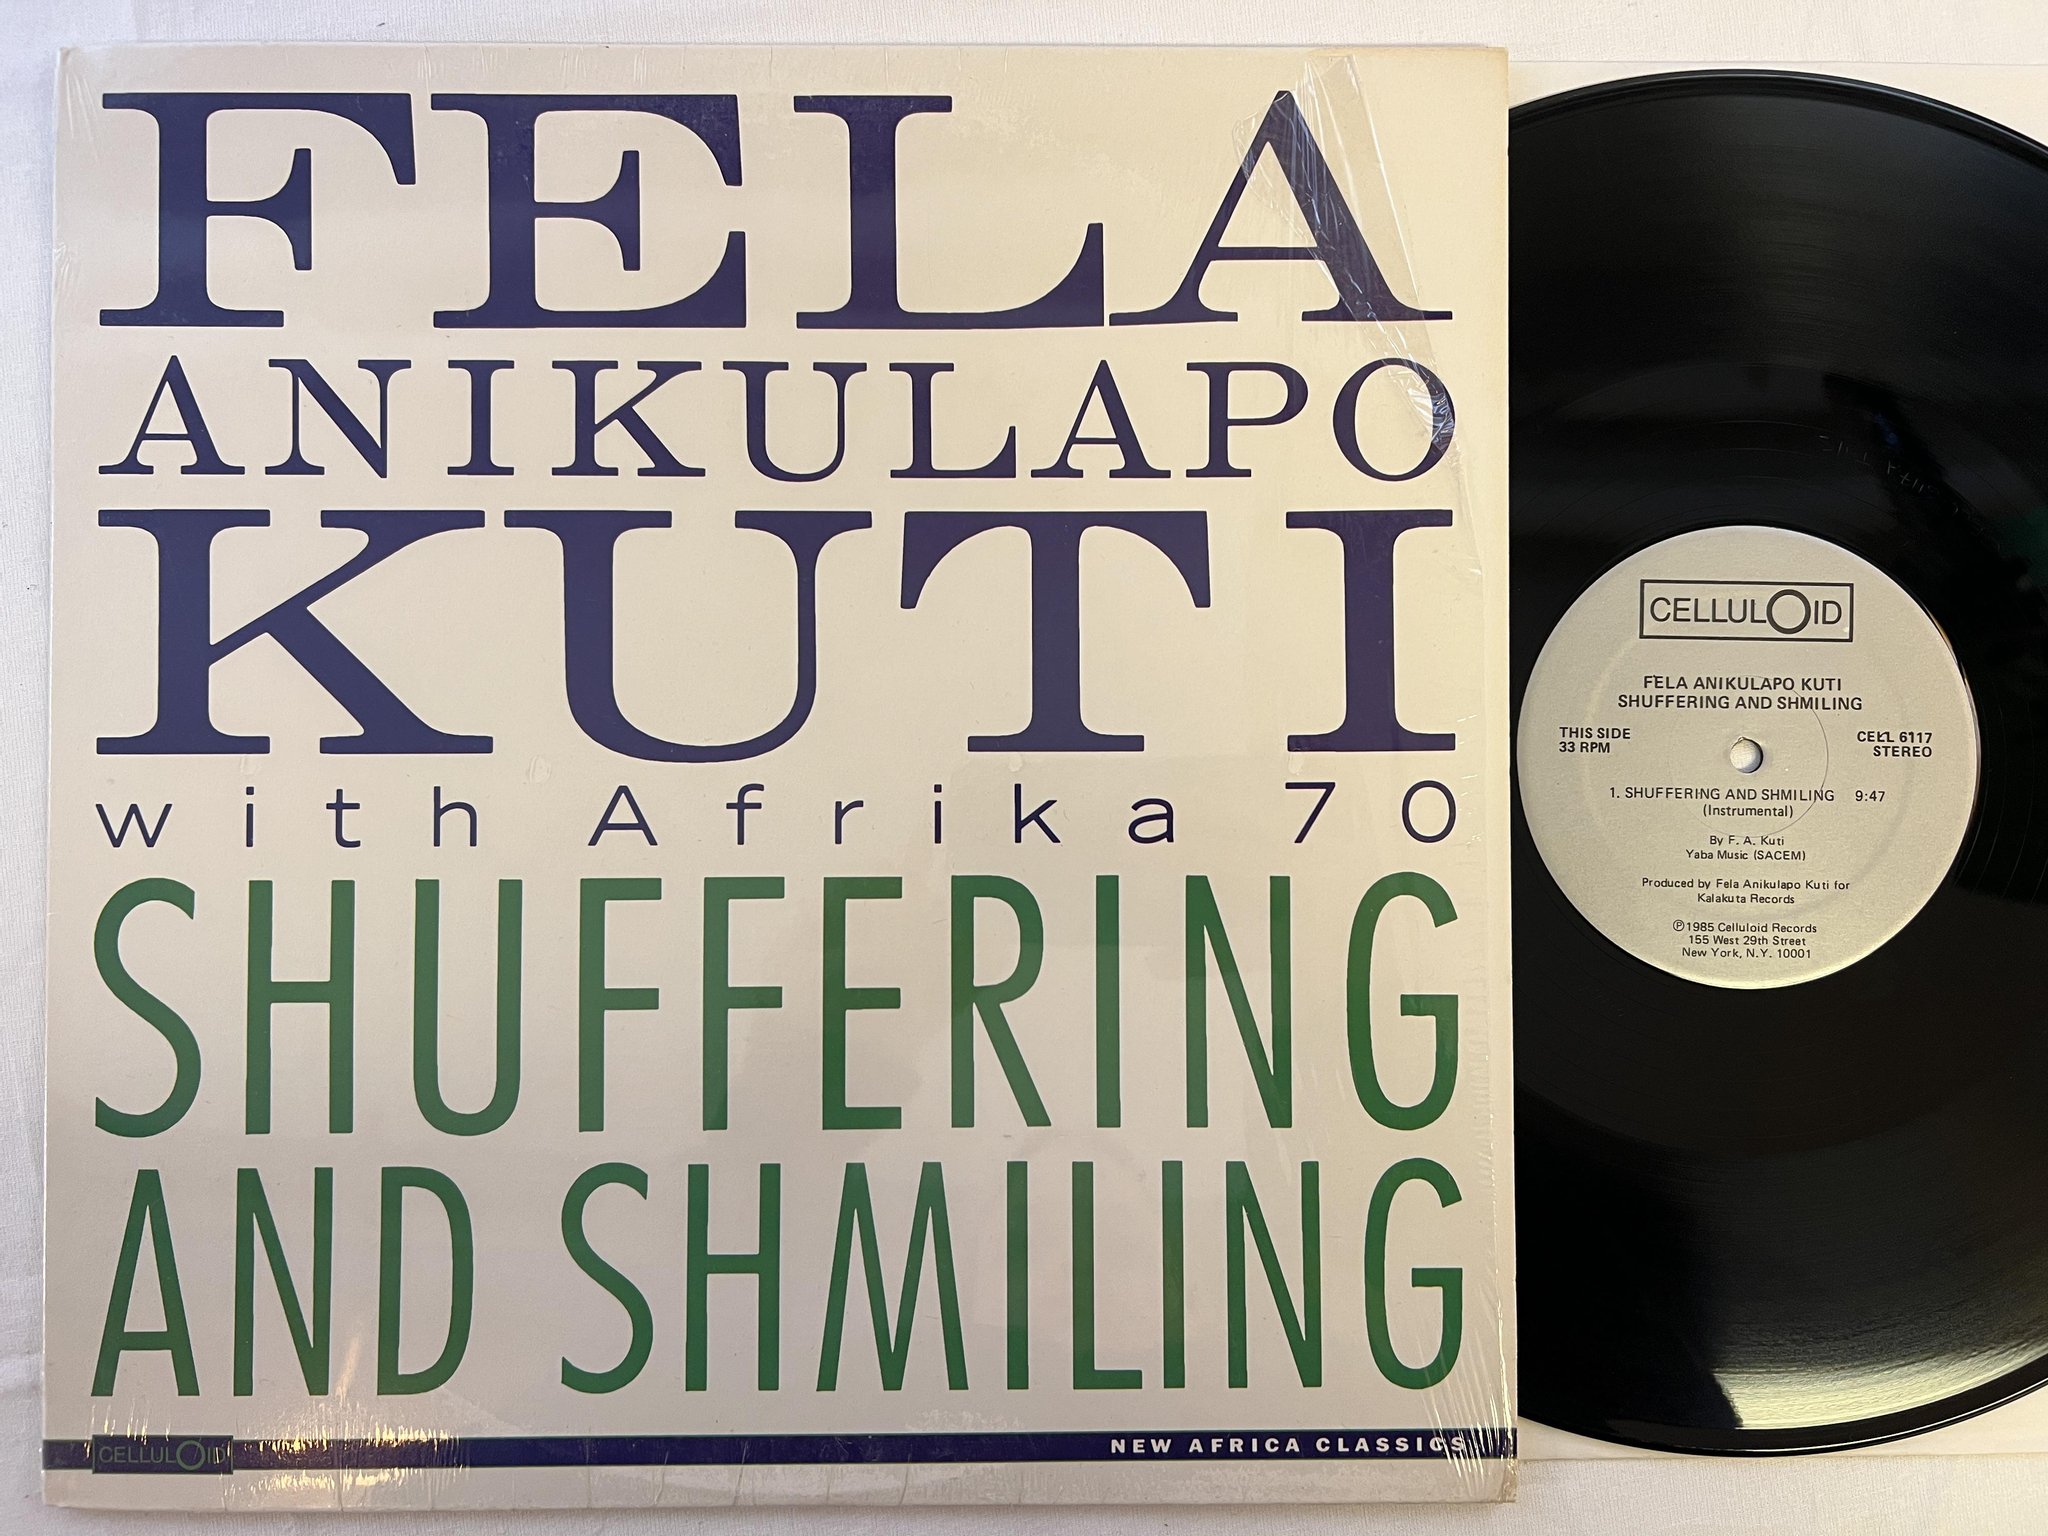 FELA
ANIKULAPO
KUTI
with Afrika 70
SHUFFERING
AND SHMILING
CELLULOID
NEW AFRICA CLASSICS
CELLULOID
FELA ANIKULAPO KUTI
SHUFFERING AND SHMILING
THIS SIDE
33 RPM
CELL 6117
STEREO
1. SHUFFERING AND SHMILING 9:47
(Instrumental)
By F. A. Kuti
Yaba Music (SACEM)
Produced by Fela Anikulapo Kuti for
Kalakuta Records
℗1985 Celluloid Records
155 West 29th Street
New York, N.Y. 10001